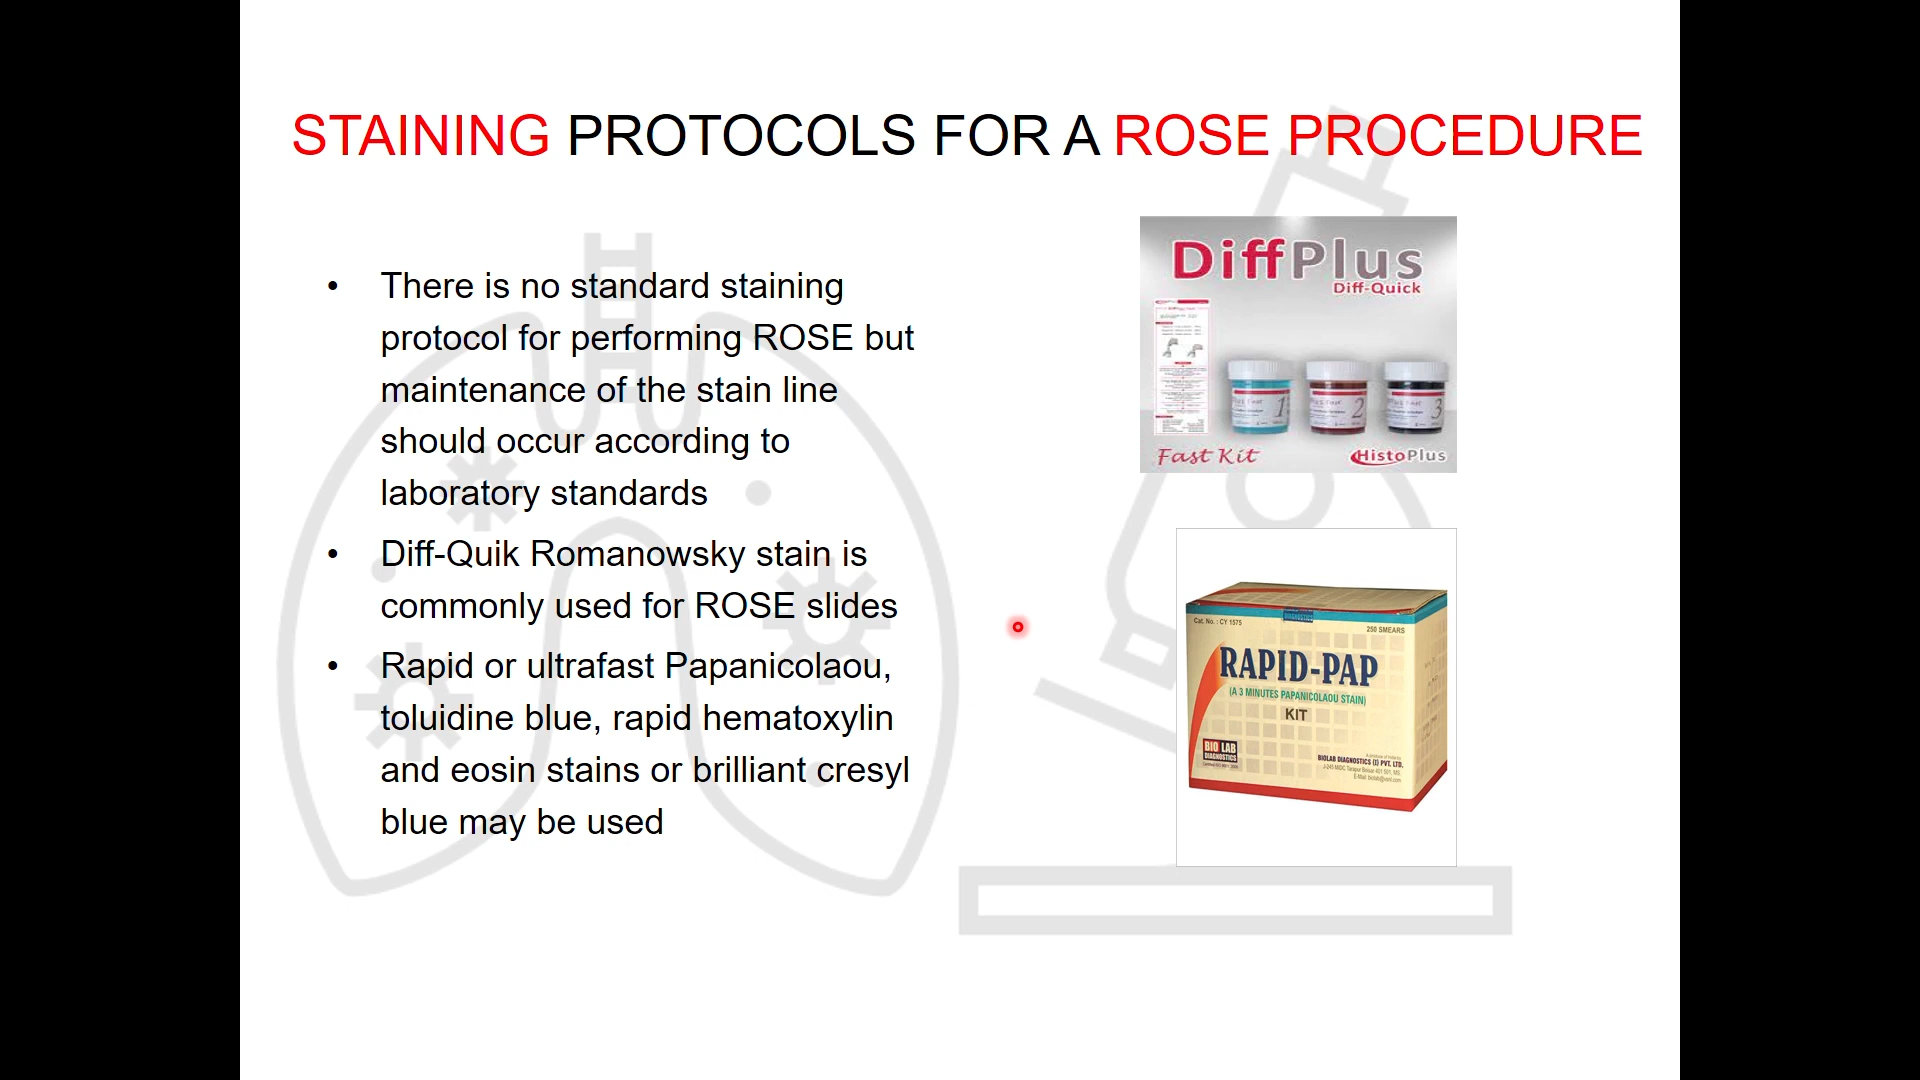 STAINING PROTOCOLS FOR A ROSE PROCEDURE
• There is no standard staining
protocol for performing ROSE but
maintenance of the stain line
should occur according to
laboratory standards
• Diff-Quik Romanowsky stain is
commonly used for ROSE slides
• Rapid or ultrafast Papanicolaou,
toluidine blue, rapid hematoxylin
and eosin stains or brilliant cresyl
blue may be used
DiffPlus
Diff-Quick
1
2
3
Fast Kit
HistoPlus
Cat. No. : CY 1575
250 SMEARS
RAPID-PAP
(A 3 MINUTES PAPANICOLAOU STAIN)
KIT
BIO LAB
DIAGNOSTICS
BIOLAB DIAGNOSTICS (I) PVT. LTD.